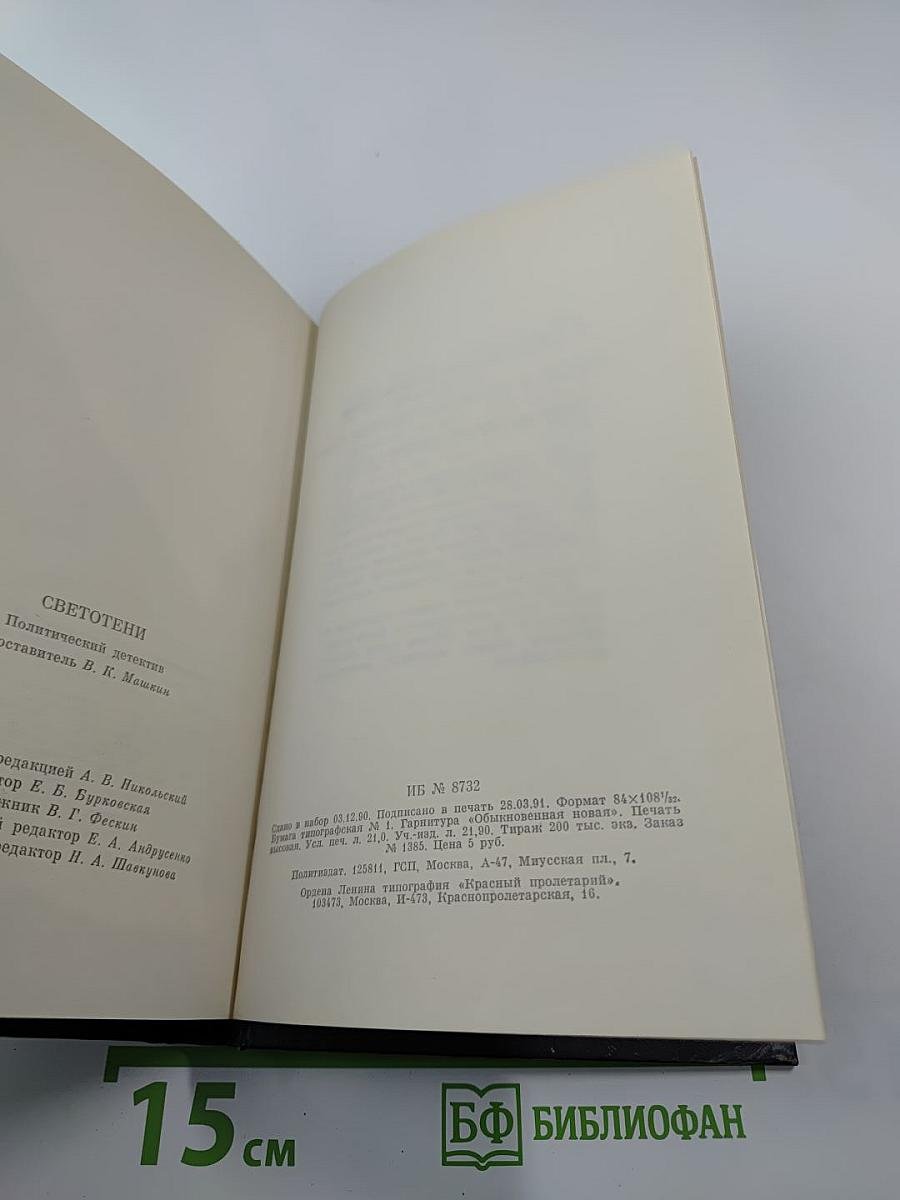 СВЕТОТЕНИ
Политический детектив
оставитель В. К. Машкин
редакцией А. В. Никольский
тор Е. Б. Бурковская
жник В. Г. Фескин
й редактор Е. А. Андрусенко
редактор Н. А. Шавкунова
ИБ № 8732
Сдано в набор 03.12.90. Подписано в печать 28.03.91. Формат 84×108¹/₃₂.
Бумага типографская № 1. Гарнитура «Обыкновенная новая». Печать
высокая. Усл. печ. л. 21,0. Уч.-изд. л. 21,90. Тираж 200 тыс. экз. Заказ
№ 1385. Цена 5 руб.
Политиздат. 125811, ГСП, Москва, А-47, Миусская пл., 7.
Ордена Ленина типография «Красный пролетарий».
103473, Москва, И-473, Краснопролетарская, 16.
15 см
БФ БИБЛИОФАН